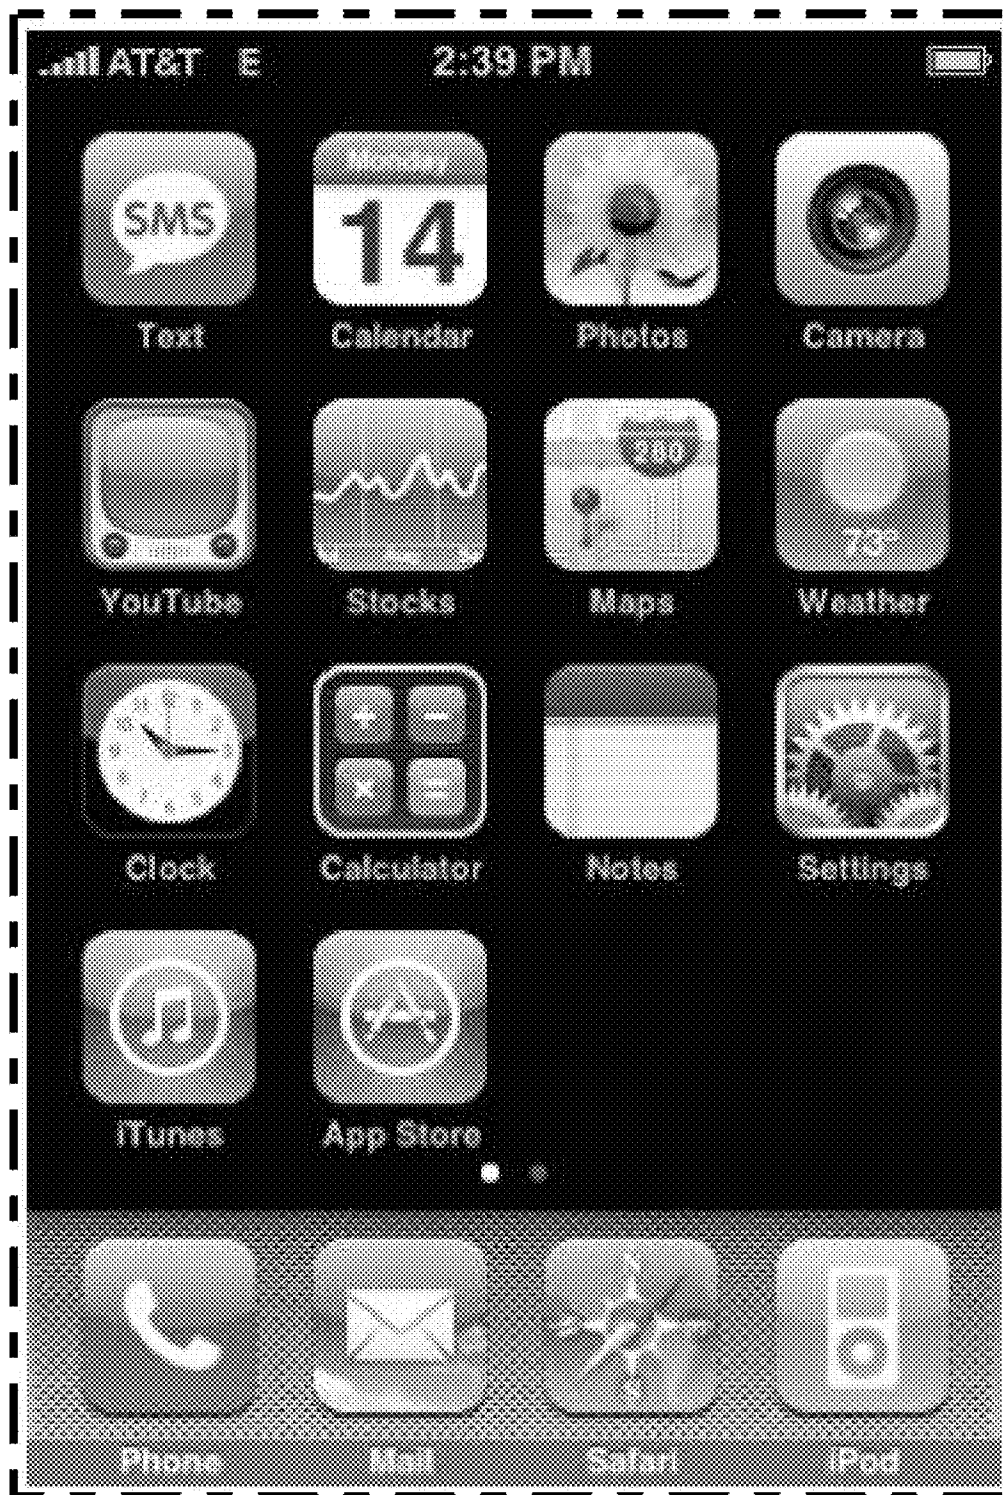 AT&T E 2:39 PM
SMS
Monday
14
Text Calendar Photos Camera
280
73°
YouTube Stocks Maps Weather
+ −
× =
Clock Calculator Notes Settings
iTunes App Store
Phone Mail Safari iPod